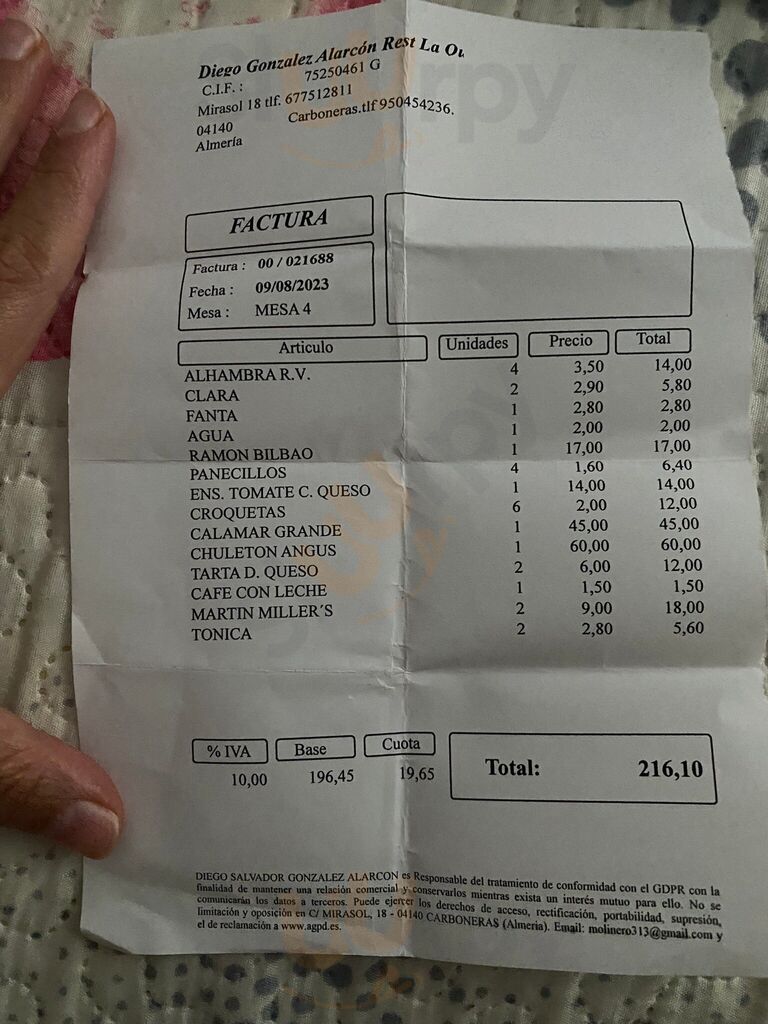 Diego Gonzalez Alarcón Rest La
C.I.F. : 75250461 G
Mirasol 18 tlf. 677512811
04140 Carboneras.tlf 950454236.
Almería
FACTURA
Factura : 00 / 021688
Fecha : 09/08/2023
Mesa : MESA 4
Articulo Unidades Precio Total
ALHAMBRA R.V. 4 3,50 14,00
CLARA 2 2,90 5,80
FANTA 1 2,80 2,80
AGUA 1 2,00 2,00
RAMON BILBAO 1 17,00 17,00
PANECILLOS 4 1,60 6,40
ENS. TOMATE C. QUESO 1 14,00 14,00
CROQUETAS 6 2,00 12,00
CALAMAR GRANDE 1 45,00 45,00
CHULETON ANGUS 1 60,00 60,00
TARTA D. QUESO 2 6,00 12,00
CAFE CON LECHE 1 1,50 1,50
MARTIN MILLER´S 2 9,00 18,00
TONICA 2 2,80 5,60
% IVA Base Cuota
10,00 196,45 19,65
Total: 216,10
DIEGO SALVADOR GONZALEZ ALARCON es Responsable del tratamiento de conformidad con el GDPR con la
finalidad de mantener una relación comercial y conservarlos mientras exista un interés mutuo para ello. No se
comunicarán los datos a terceros. Puede ejercer los derechos de acceso, rectificación, portabilidad, supresión,
limitación y oposición en C/ MIRASOL, 18 - 04140 CARBONERAS (Almeria). Email: molinero313@gmail.com y
el de reclamación a www.agpd.es.